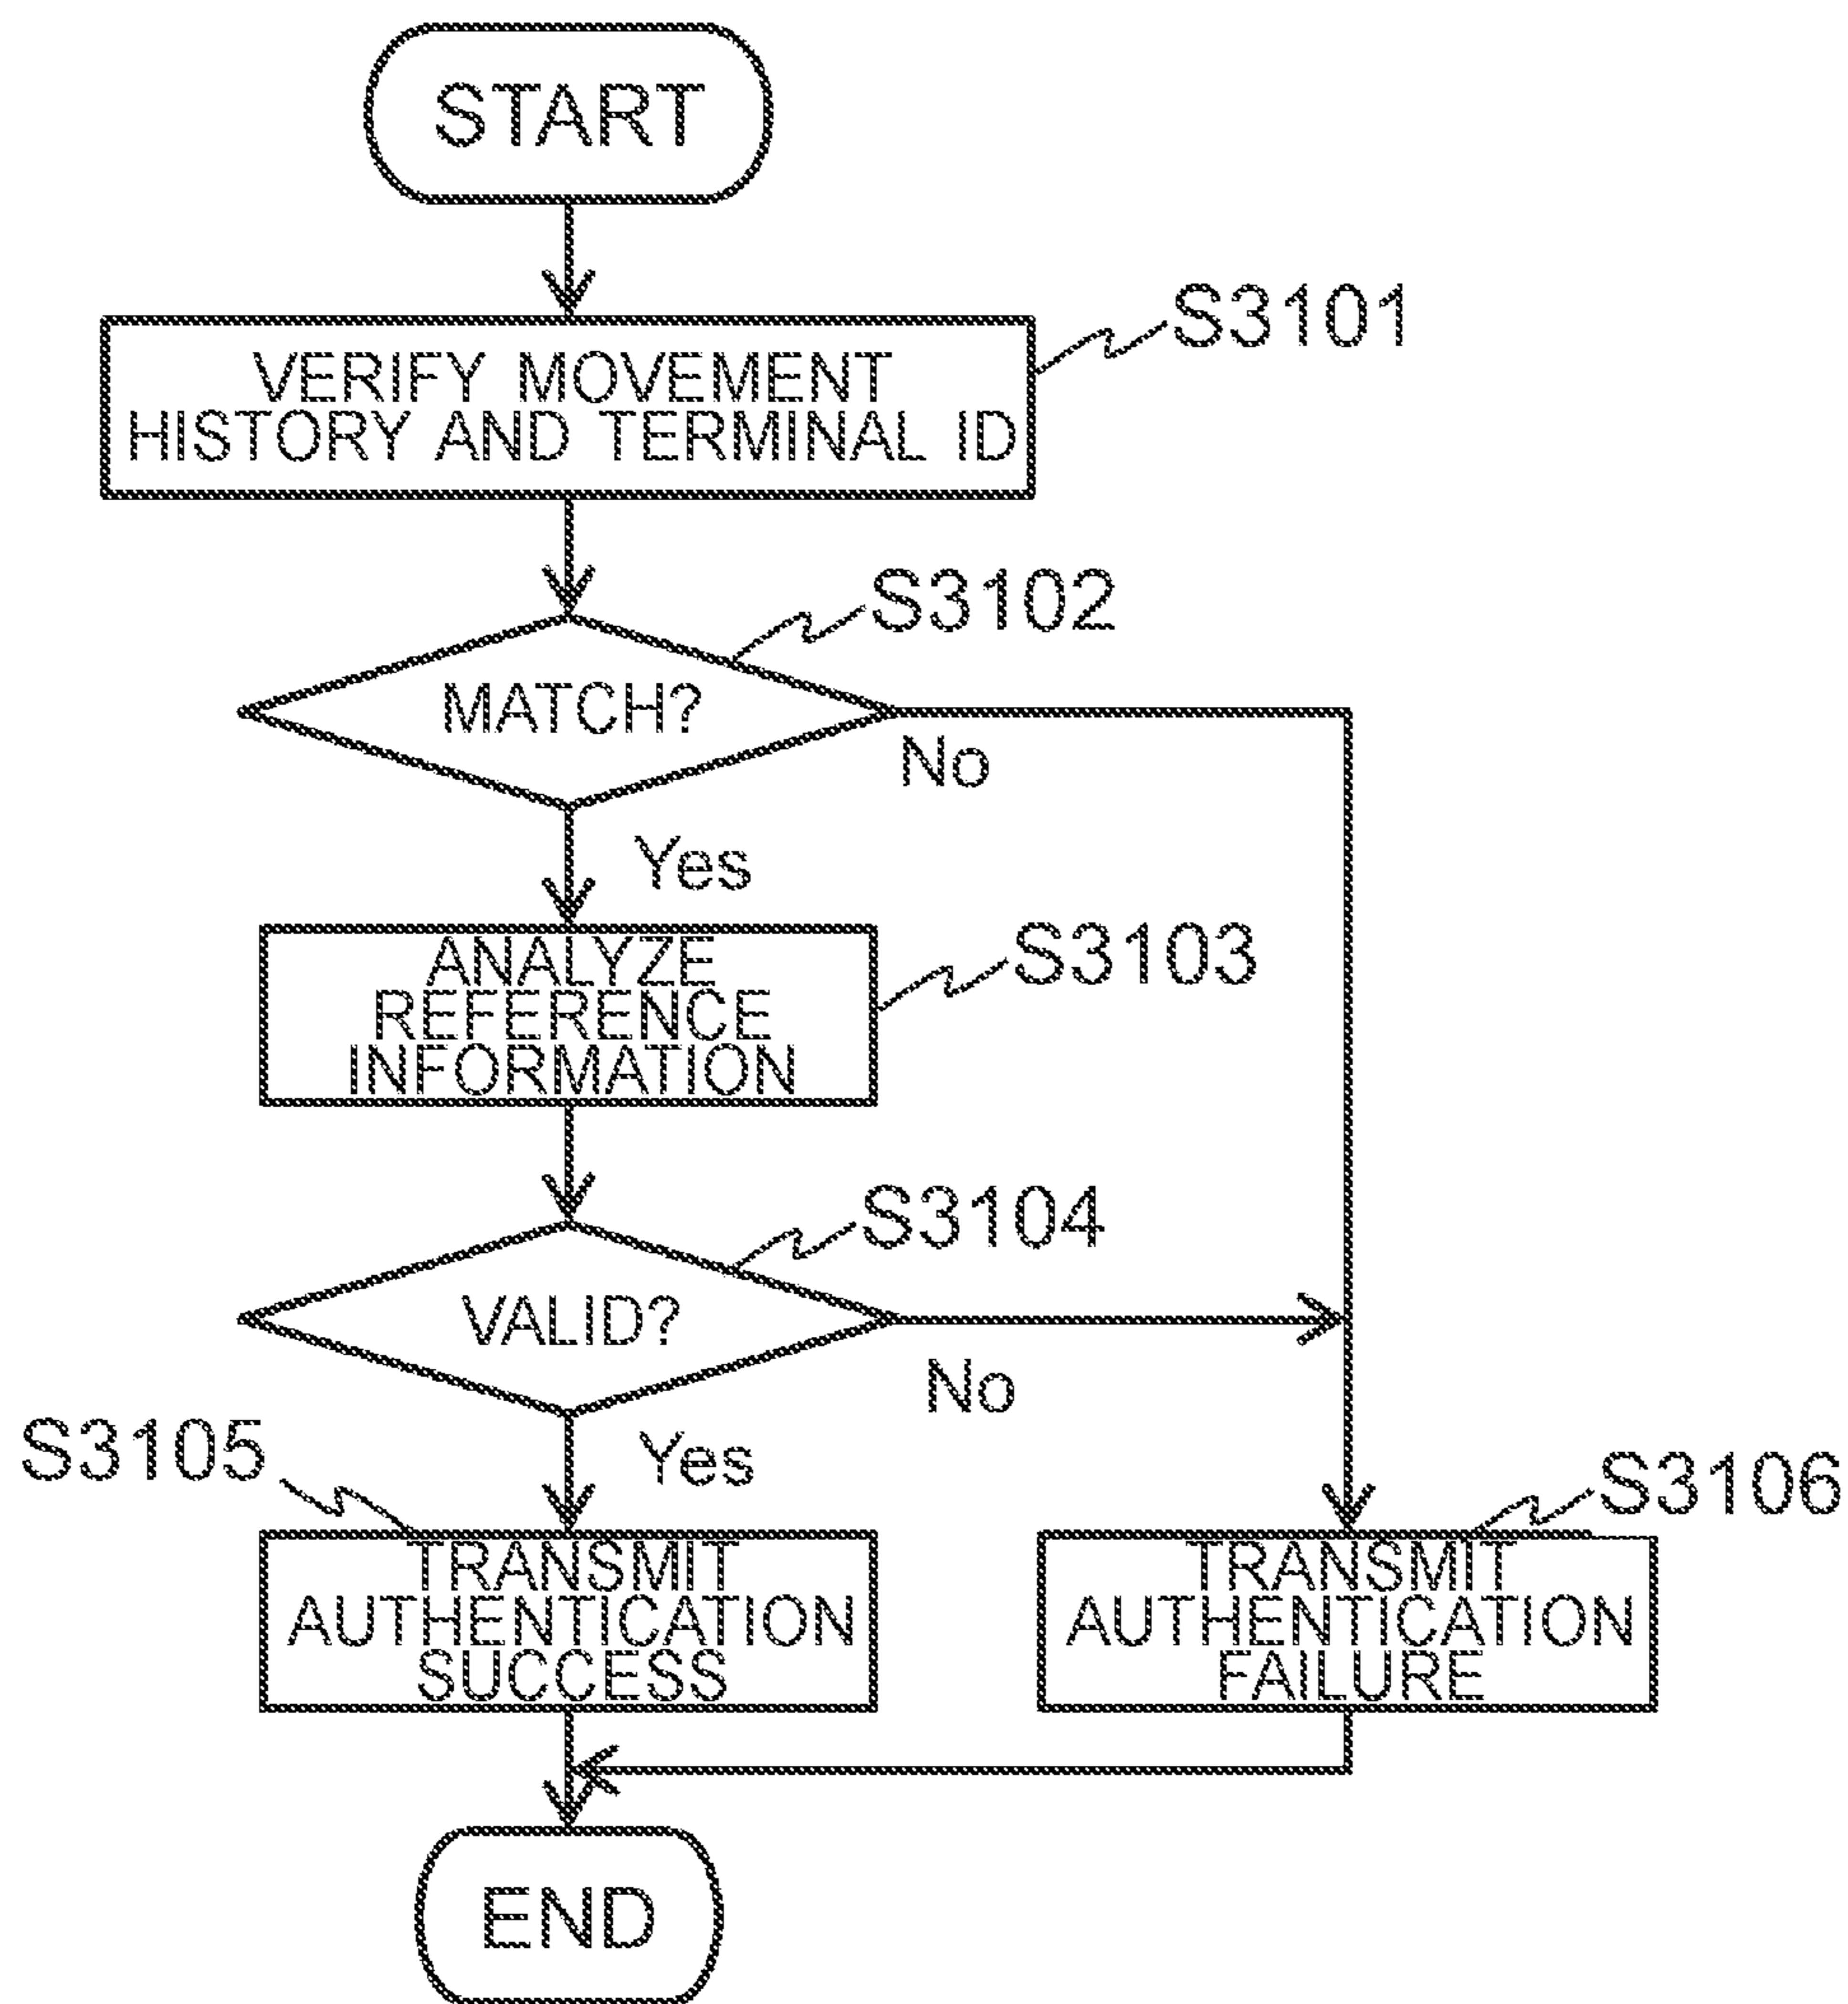 START
S3101
VERIFY MOVEMENT
HISTORY AND TERMINAL ID
S3102
MATCH?
No
Yes
S3103
ANALYZE
REFERENCE
INFORMATION
S3104
VALID?
No
Yes
S3105
S3106
TRANSMIT
AUTHENTICATION
SUCCESS
TRANSMIT
AUTHENTICATION
FAILURE
END